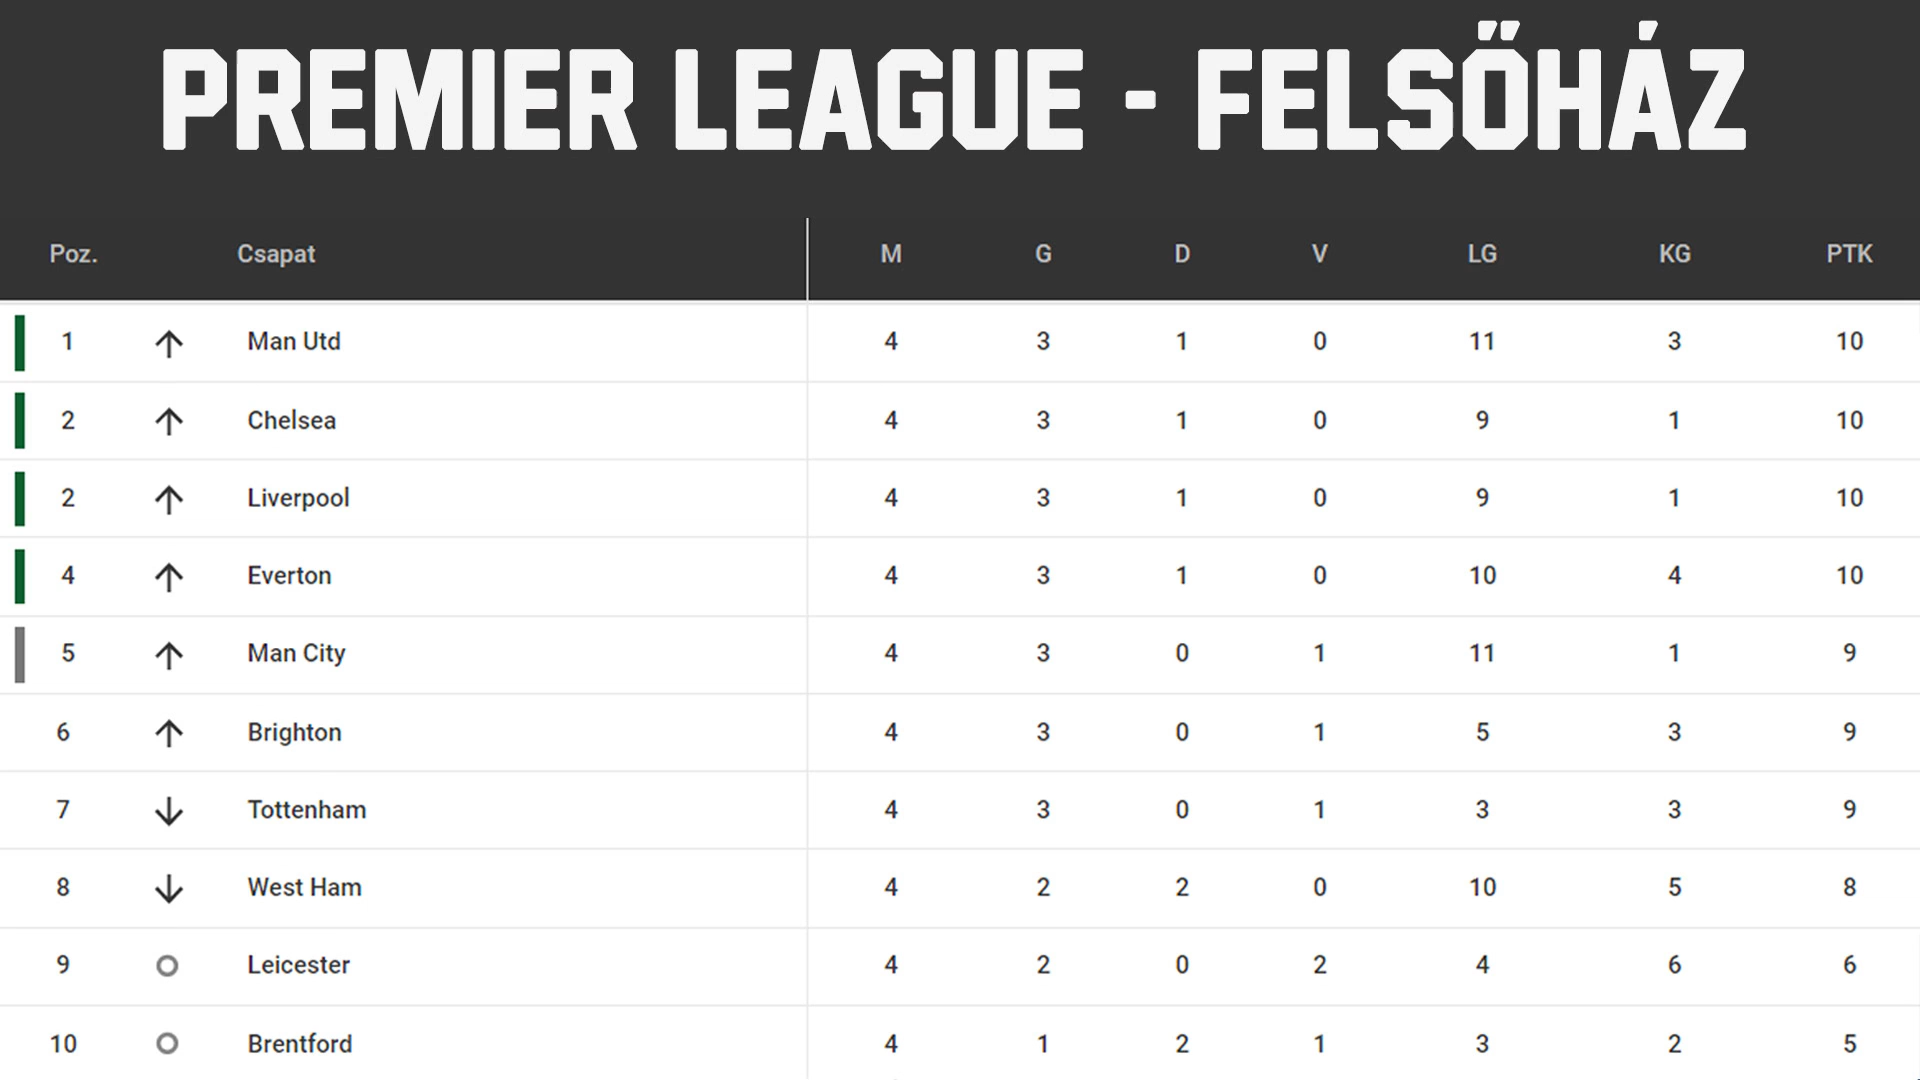 PREMIER LEAGUE - FELSŐHÁZ
Poz. Csapat M G D V LG KG PTK
1 Man Utd 4 3 1 0 11 3 10
2 Chelsea 4 3 1 0 9 1 10
2 Liverpool 4 3 1 0 9 1 10
4 Everton 4 3 1 0 10 4 10
5 Man City 4 3 0 1 11 1 9
6 Brighton 4 3 0 1 5 3 9
7 Tottenham 4 3 0 1 3 3 9
8 West Ham 4 2 2 0 10 5 8
9 Leicester 4 2 0 2 4 6 6
10 Brentford 4 1 2 1 3 2 5